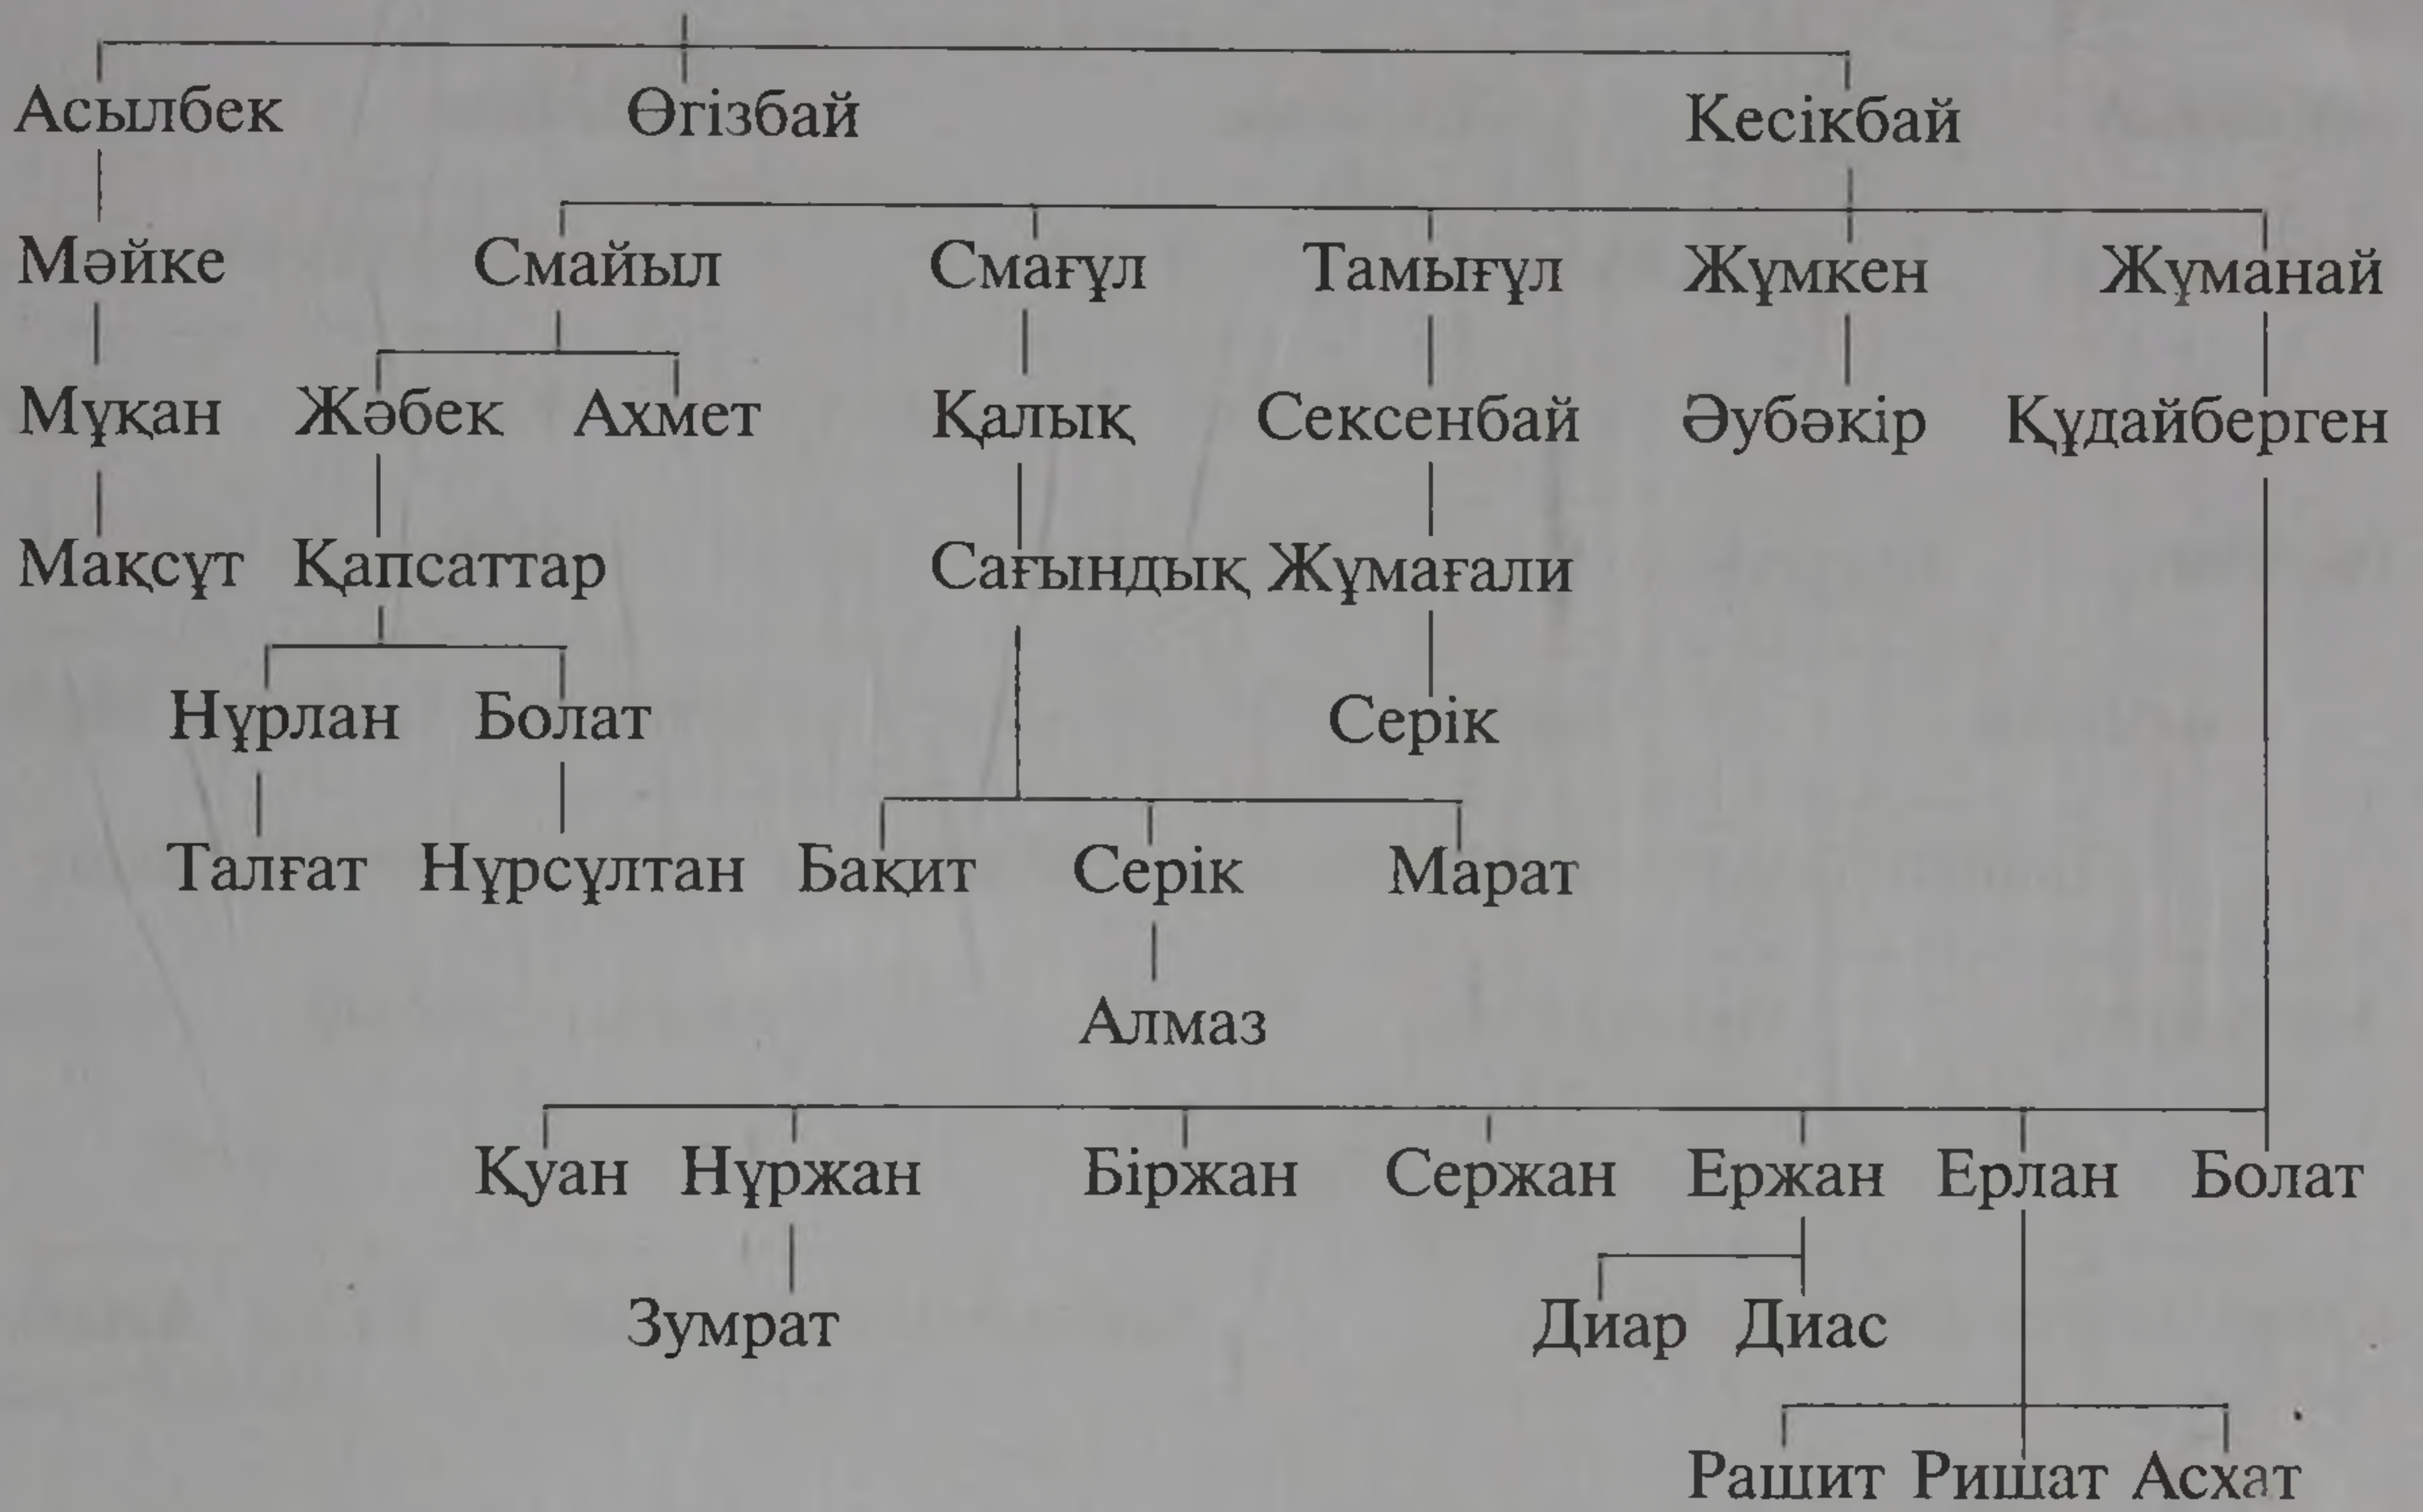 Асылбек Өгізбай Кесікбай
Мәйке Смайыл Смағұл Тамығұл Жұмкен Жұманай
Мұқан Жәбек Ахмет Қалық Сексенбай Әубәкір Құдайберген
Мақсұт Қапсаттар Сағындық Жұмағали
Нұрлан Болат Серік
Талғат Нұрсұлтан Бақит Серік Марат
Алмаз
Қуан Нұржан Біржан Сержан Ержан Ерлан Болат
Зумрат Диар Диас
Рашит Ришат Асхат